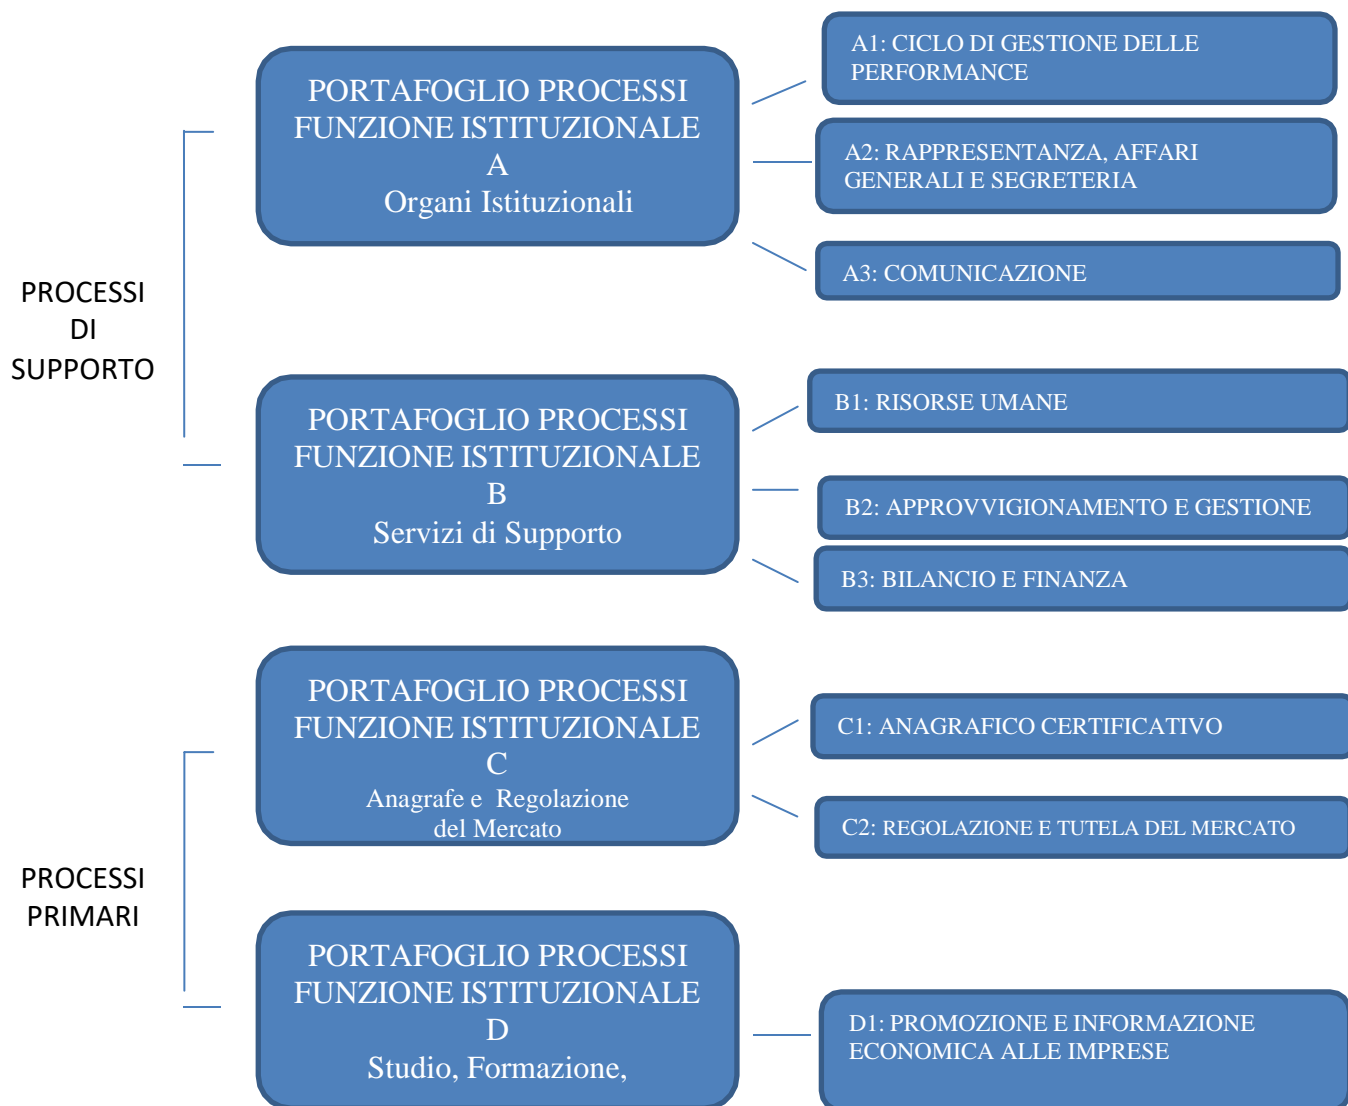 PROCESSI
DI
SUPPORTO
PORTAFOGLIO PROCESSI
FUNZIONE ISTITUZIONALE
A
Organi Istituzionali
A1: CICLO DI GESTIONE DELLE
PERFORMANCE
A2: RAPPRESENTANZA, AFFARI
GENERALI E SEGRETERIA
A3: COMUNICAZIONE
PORTAFOGLIO PROCESSI
FUNZIONE ISTITUZIONALE
B
Servizi di Supporto
B1: RISORSE UMANE
B2: APPROVVIGIONAMENTO E GESTIONE
B3: BILANCIO E FINANZA
PROCESSI
PRIMARI
PORTAFOGLIO PROCESSI
FUNZIONE ISTITUZIONALE
C
Anagrafe e Regolazione
del Mercato
C1: ANAGRAFICO CERTIFICATIVO
C2: REGOLAZIONE E TUTELA DEL MERCATO
PORTAFOGLIO PROCESSI
FUNZIONE ISTITUZIONALE
D
Studio, Formazione,
D1: PROMOZIONE E INFORMAZIONE
ECONOMICA ALLE IMPRESE